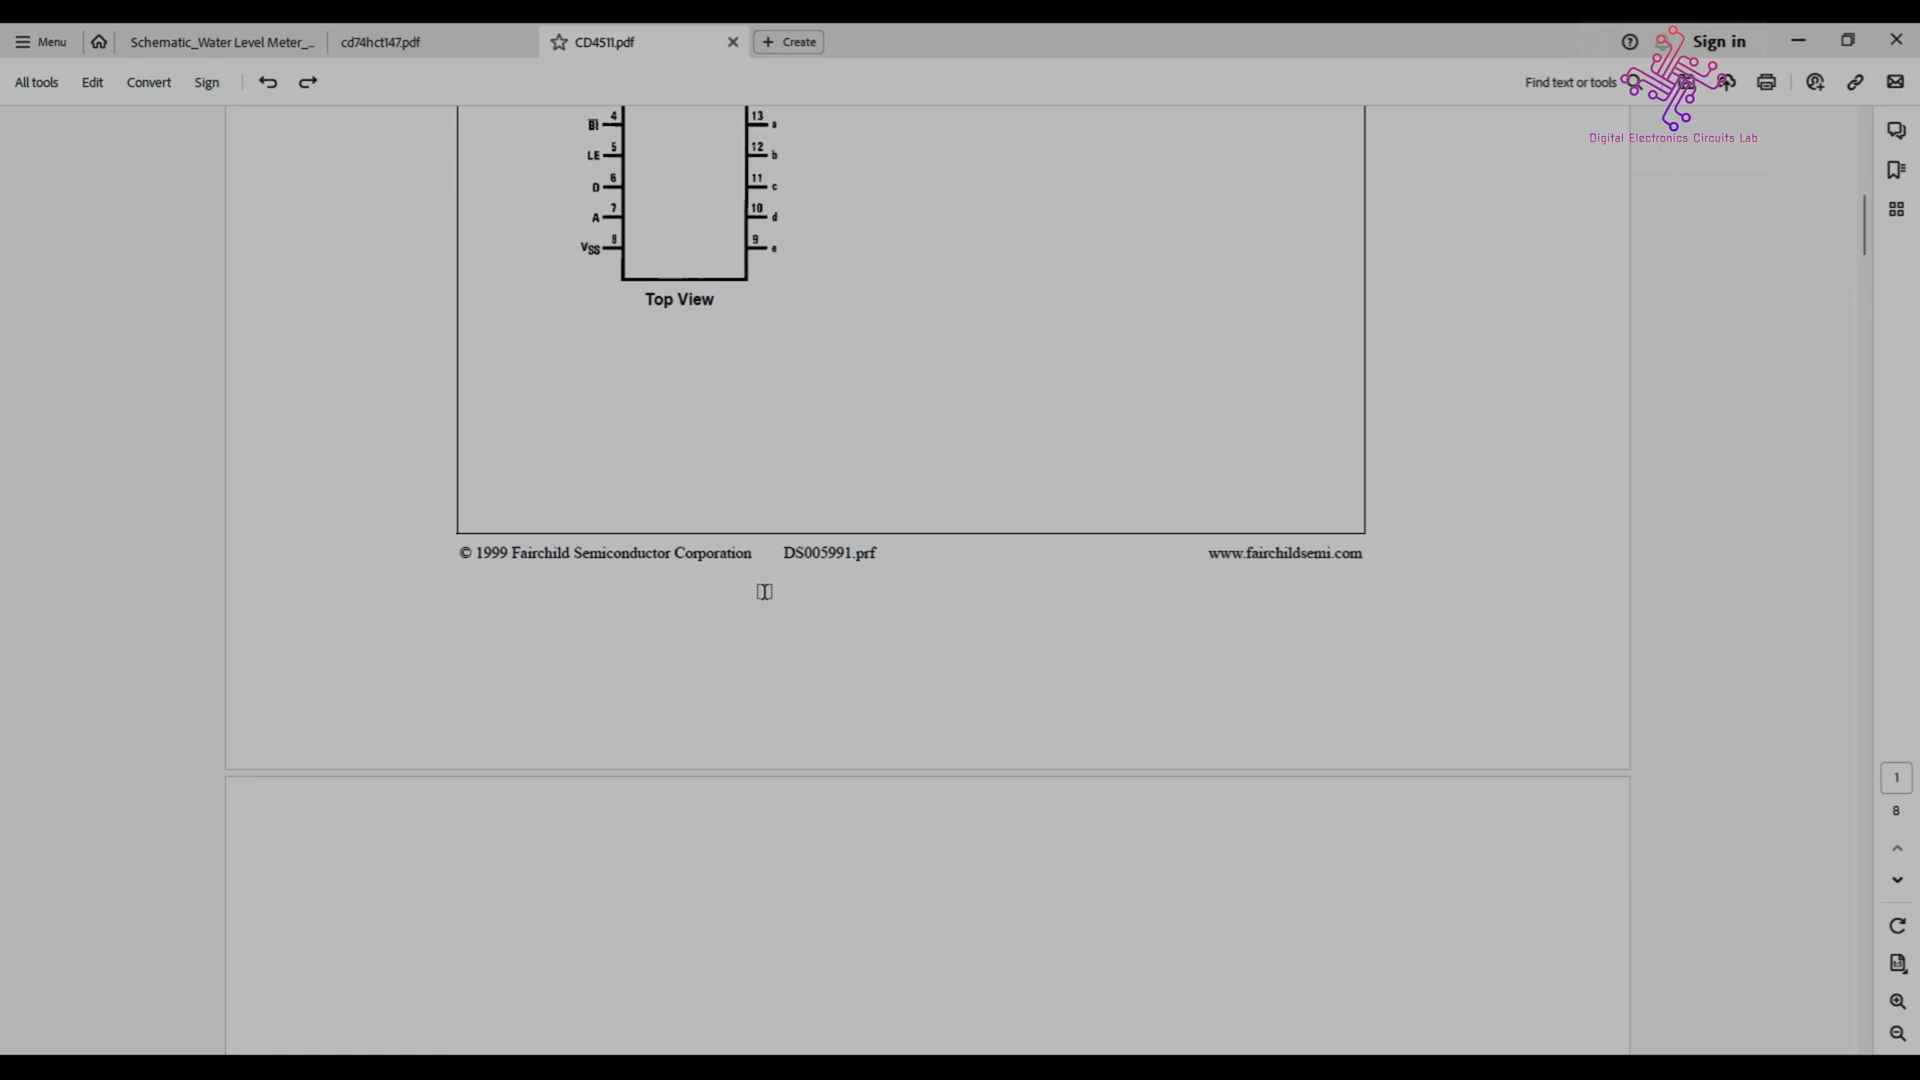 Menu
Schematic_Water Level Meter_...
cd74hct147.pdf
CD4511.pdf
Create
Sign in
All tools
Edit
Convert
Sign
Find text or tools
Digital Electronics Circuits Lab
BI 4 13 a
LE 5 12 b
D 6 11 c
A 7 10 d
VSS 8 9 e
Top View
© 1999 Fairchild Semiconductor Corporation DS005991.prf www.fairchildsemi.com
1
8